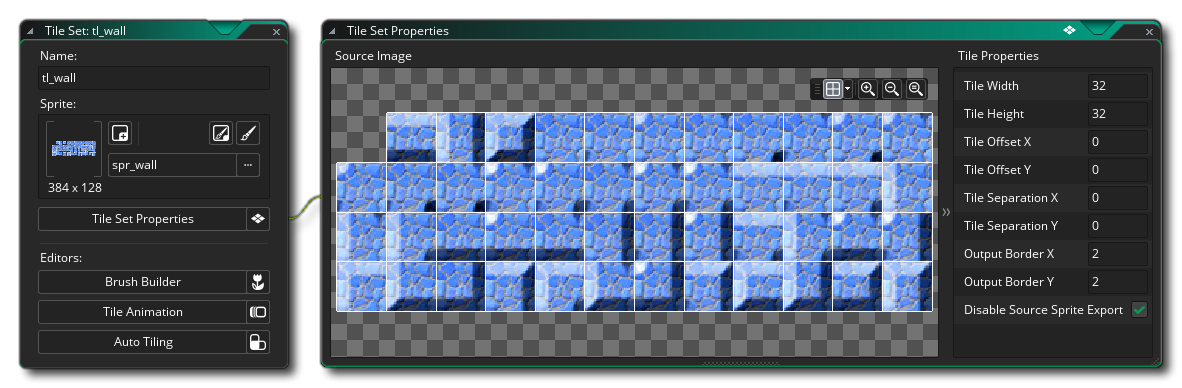 Tile Set: tl_wall
Name:
tl_wall
Sprite:
spr_wall
...
384 x 128
Tile Set Properties
Editors:
Brush Builder
Tile Animation
Auto Tiling
Tile Set Properties
Source Image
Tile Properties
Tile Width 32
Tile Height 32
Tile Offset X 0
Tile Offset Y 0
Tile Separation X 0
Tile Separation Y 0
Output Border X 2
Output Border Y 2
Disable Source Sprite Export